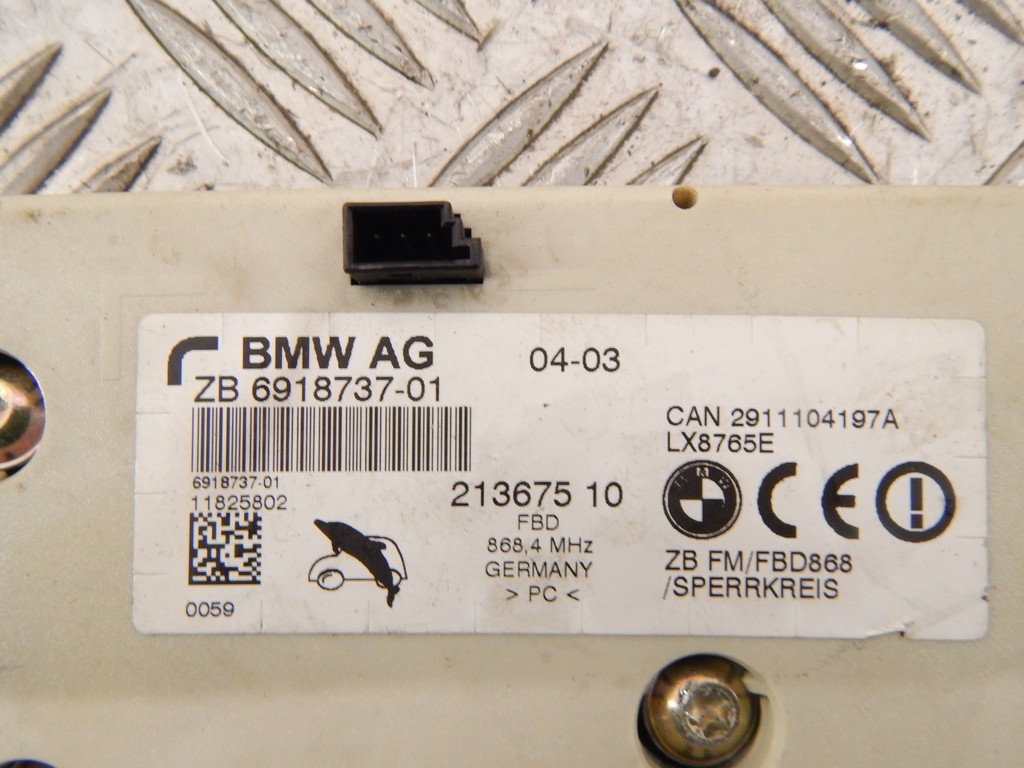 BMW AG
04-03
ZB 6918737-01
CAN 2911104197A
LX8765E
6918737-01
11825802
213675 10
FBD
868,4 MHz
GERMANY
> PC <
ZB FM/FBD868
/SPERRKREIS
0059
CE